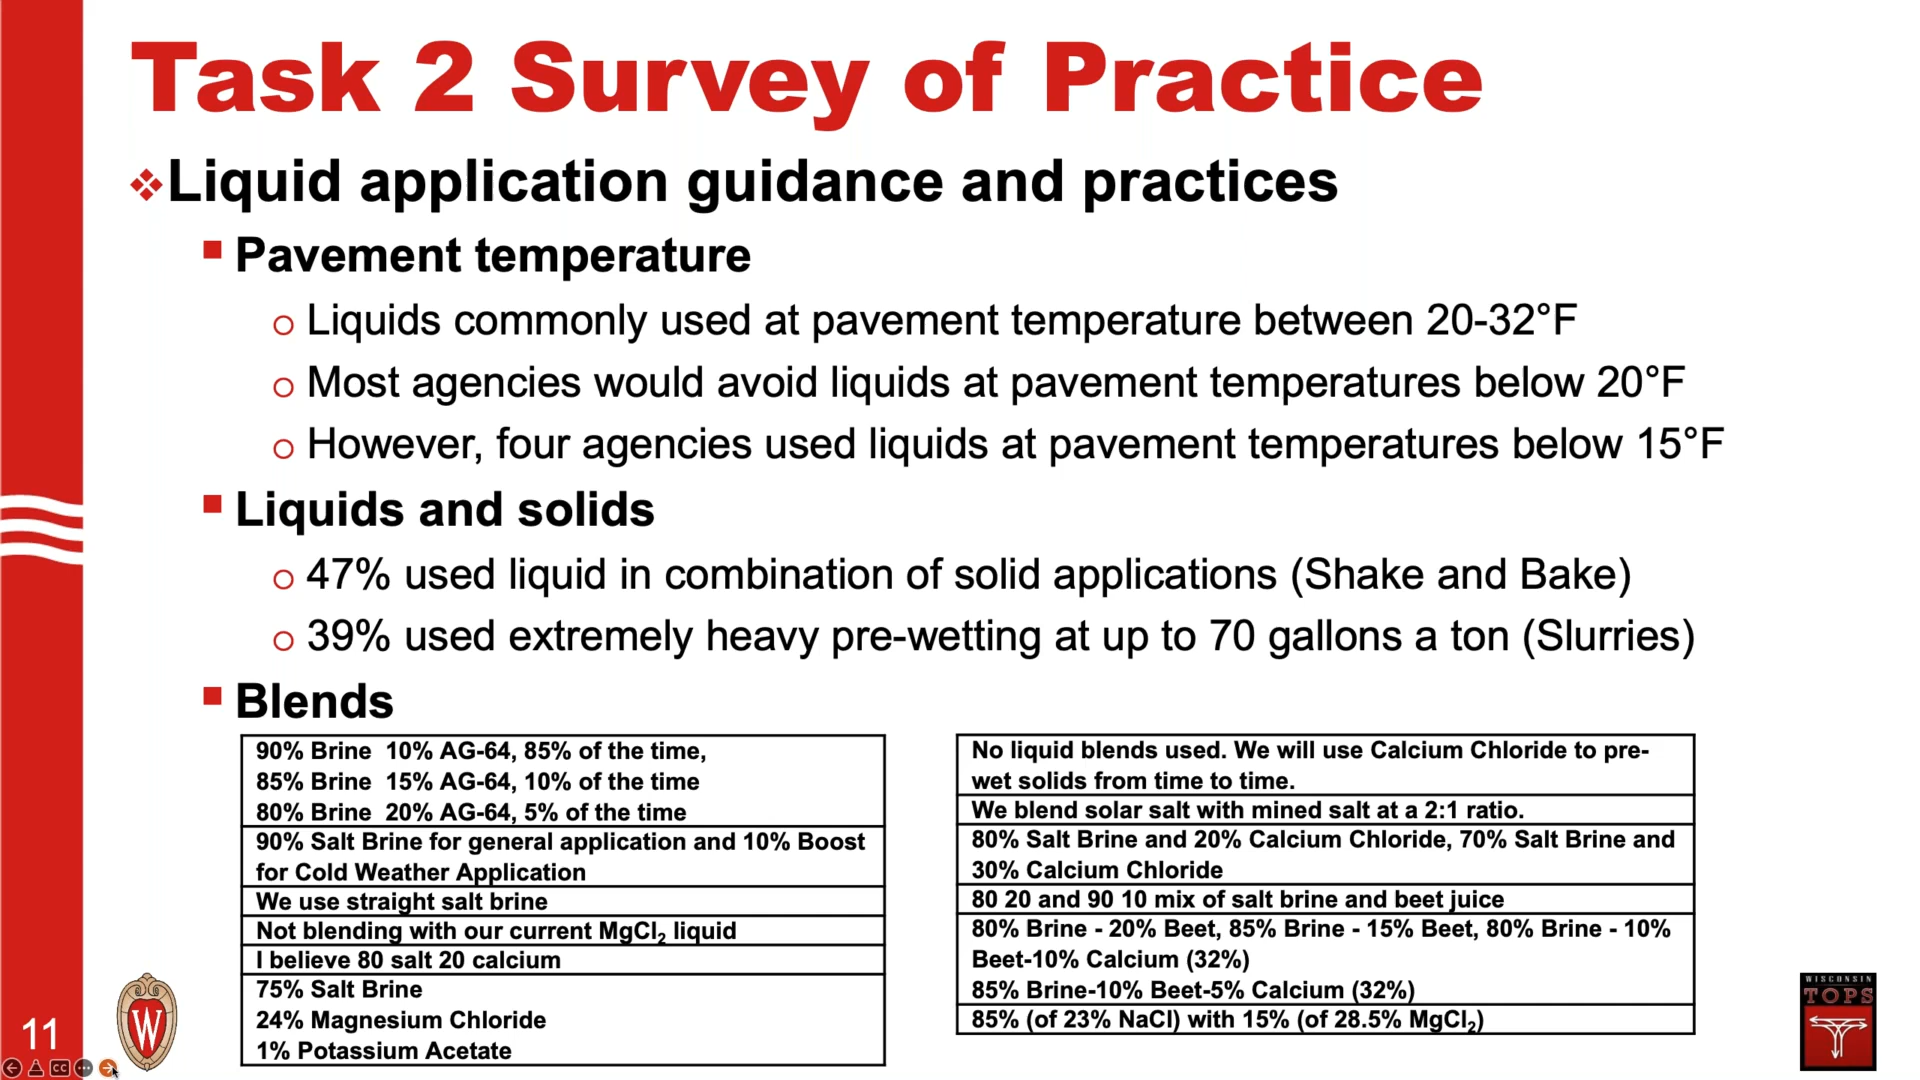 Task 2 Survey of Practice
Liquid application guidance and practices
Pavement temperature
Liquids commonly used at pavement temperature between 20-32°F
Most agencies would avoid liquids at pavement temperatures below 20°F
However, four agencies used liquids at pavement temperatures below 15°F
Liquids and solids
47% used liquid in combination of solid applications (Shake and Bake)
39% used extremely heavy pre-wetting at up to 70 gallons a ton (Slurries)
Blends
90% Brine 10% AG-64, 85% of the time,
85% Brine 15% AG-64, 10% of the time
80% Brine 20% AG-64, 5% of the time
90% Salt Brine for general application and 10% Boost
for Cold Weather Application
We use straight salt brine
Not blending with our current MgCl₂ liquid
I believe 80 salt 20 calcium
75% Salt Brine
24% Magnesium Chloride
1% Potassium Acetate
No liquid blends used. We will use Calcium Chloride to pre-
wet solids from time to time.
We blend solar salt with mined salt at a 2:1 ratio.
80% Salt Brine and 20% Calcium Chloride, 70% Salt Brine and
30% Calcium Chloride
80 20 and 90 10 mix of salt brine and beet juice
80% Brine - 20% Beet, 85% Brine - 15% Beet, 80% Brine - 10%
Beet-10% Calcium (32%)
85% Brine-10% Beet-5% Calcium (32%)
85% (of 23% NaCl) with 15% (of 28.5% MgCl₂)
11
CC
W
WISCONSIN
TOPS